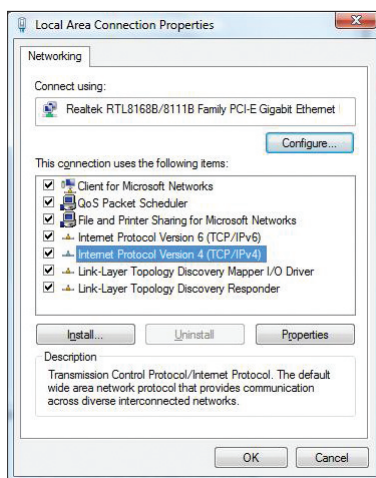 Local Area Connection Properties
Networking
Connect using:
Realtek RTL8168B/8111B Family PCI-E Gigabit Ethernet
Configure...
This connection uses the following items:
Client for Microsoft Networks
QoS Packet Scheduler
File and Printer Sharing for Microsoft Networks
Internet Protocol Version 6 (TCP/IPv6)
Internet Protocol Version 4 (TCP/IPv4)
Link-Layer Topology Discovery Mapper I/O Driver
Link-Layer Topology Discovery Responder
Install... Uninstall Properties
Description
Transmission Control Protocol/Internet Protocol. The default
wide area network protocol that provides communication
across diverse interconnected networks.
OK Cancel